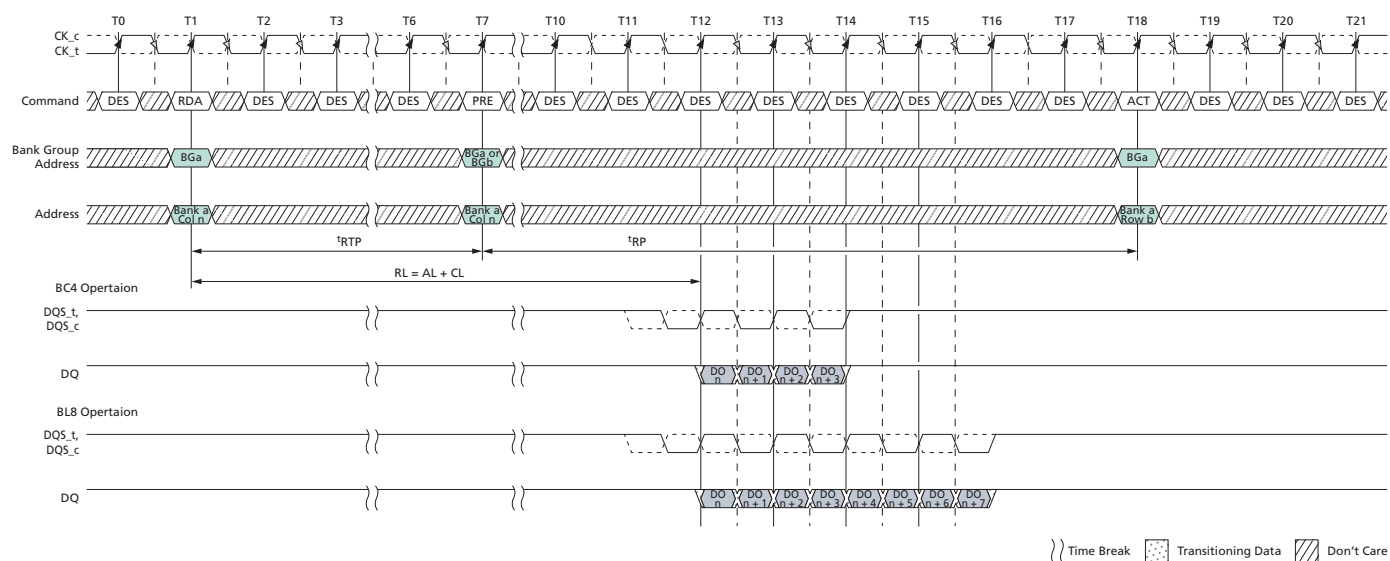 T0 T1 T2 T3 T6 T7 T10 T11 T12 T13 T14 T15 T16 T17 T18 T19 T20 T21
CK_c
CK_t
Command DES RDA DES DES DES PRE DES DES DES DES DES DES DES DES ACT DES DES DES
Bank Group
Address
BGa
BGa or
BGb
BGa
Address
Bank a
Col n
Bank a
Col n
Bank a
Row b
tRTP tRP
RL = AL + CL
BC4 Opertaion
DQS_t,
DQS_c
DQ
DO
n
DO
n + 1
DO
n + 2
DO
n + 3
BL8 Opertaion
DQS_t,
DQS_c
DQ
DO
n
DO
n + 1
DO
n + 2
DO
n + 3
DO
n + 4
DO
n + 5
DO
n + 6
DO
n + 7
Time Break Transitioning Data Don't Care